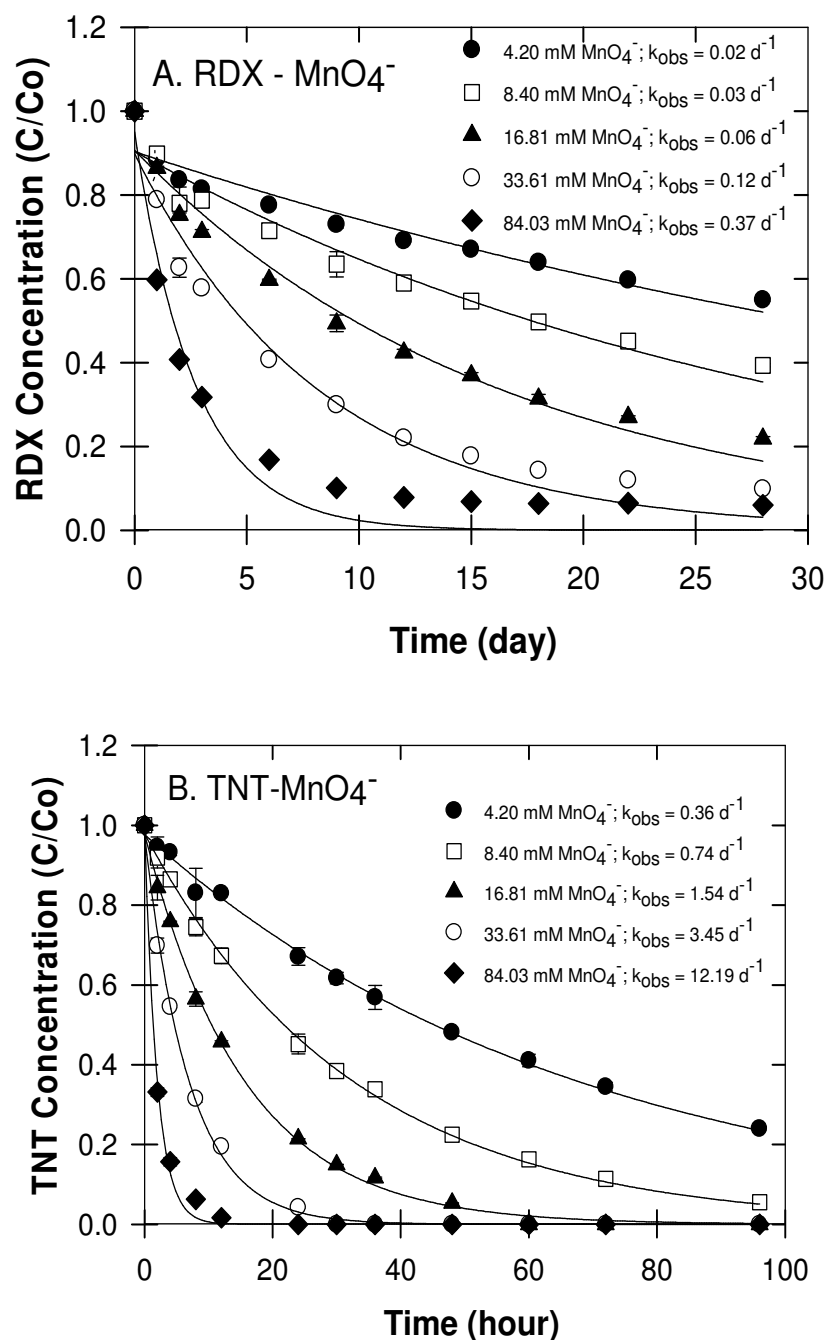 A. RDX - MnO4-
4.20 mM MnO4-; kobs = 0.02 d-1
8.40 mM MnO4-; kobs = 0.03 d-1
16.81 mM MnO4-; kobs = 0.06 d-1
33.61 mM MnO4-; kobs = 0.12 d-1
84.03 mM MnO4-; kobs = 0.37 d-1
RDX Concentration (C/Co)
1.2
1.0
0.8
0.6
0.4
0.2
0.0
0 5 10 15 20 25 30
Time (day)
B. TNT-MnO4-
4.20 mM MnO4-; kobs = 0.36 d-1
8.40 mM MnO4-; kobs = 0.74 d-1
16.81 mM MnO4-; kobs = 1.54 d-1
33.61 mM MnO4-; kobs = 3.45 d-1
84.03 mM MnO4-; kobs = 12.19 d-1
TNT Concentration (C/Co)
1.2
1.0
0.8
0.6
0.4
0.2
0.0
0 20 40 60 80 100
Time (hour)